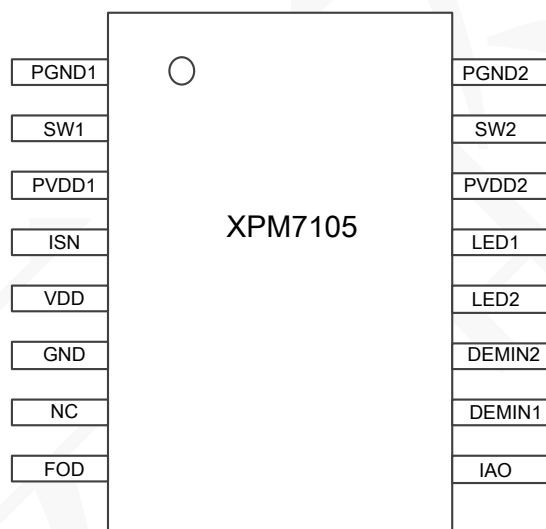 PGND1
PGND2
SW1
SW2
PVDD1
PVDD2
XPM7105
ISN
LED1
VDD
LED2
GND
DEMIN2
NC
DEMIN1
FOD
IAO